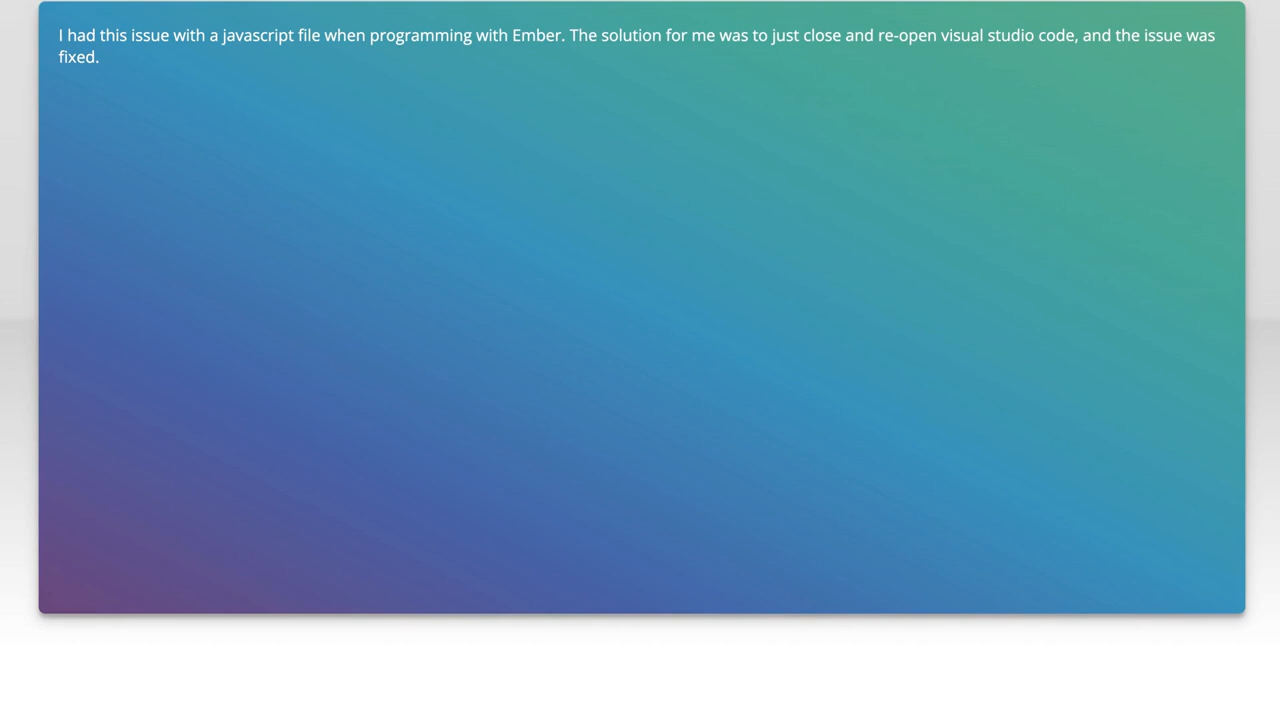 I had this issue with a javascript file when programming with Ember. The solution for me was to just close and re-open visual studio code, and the issue was
fixed.